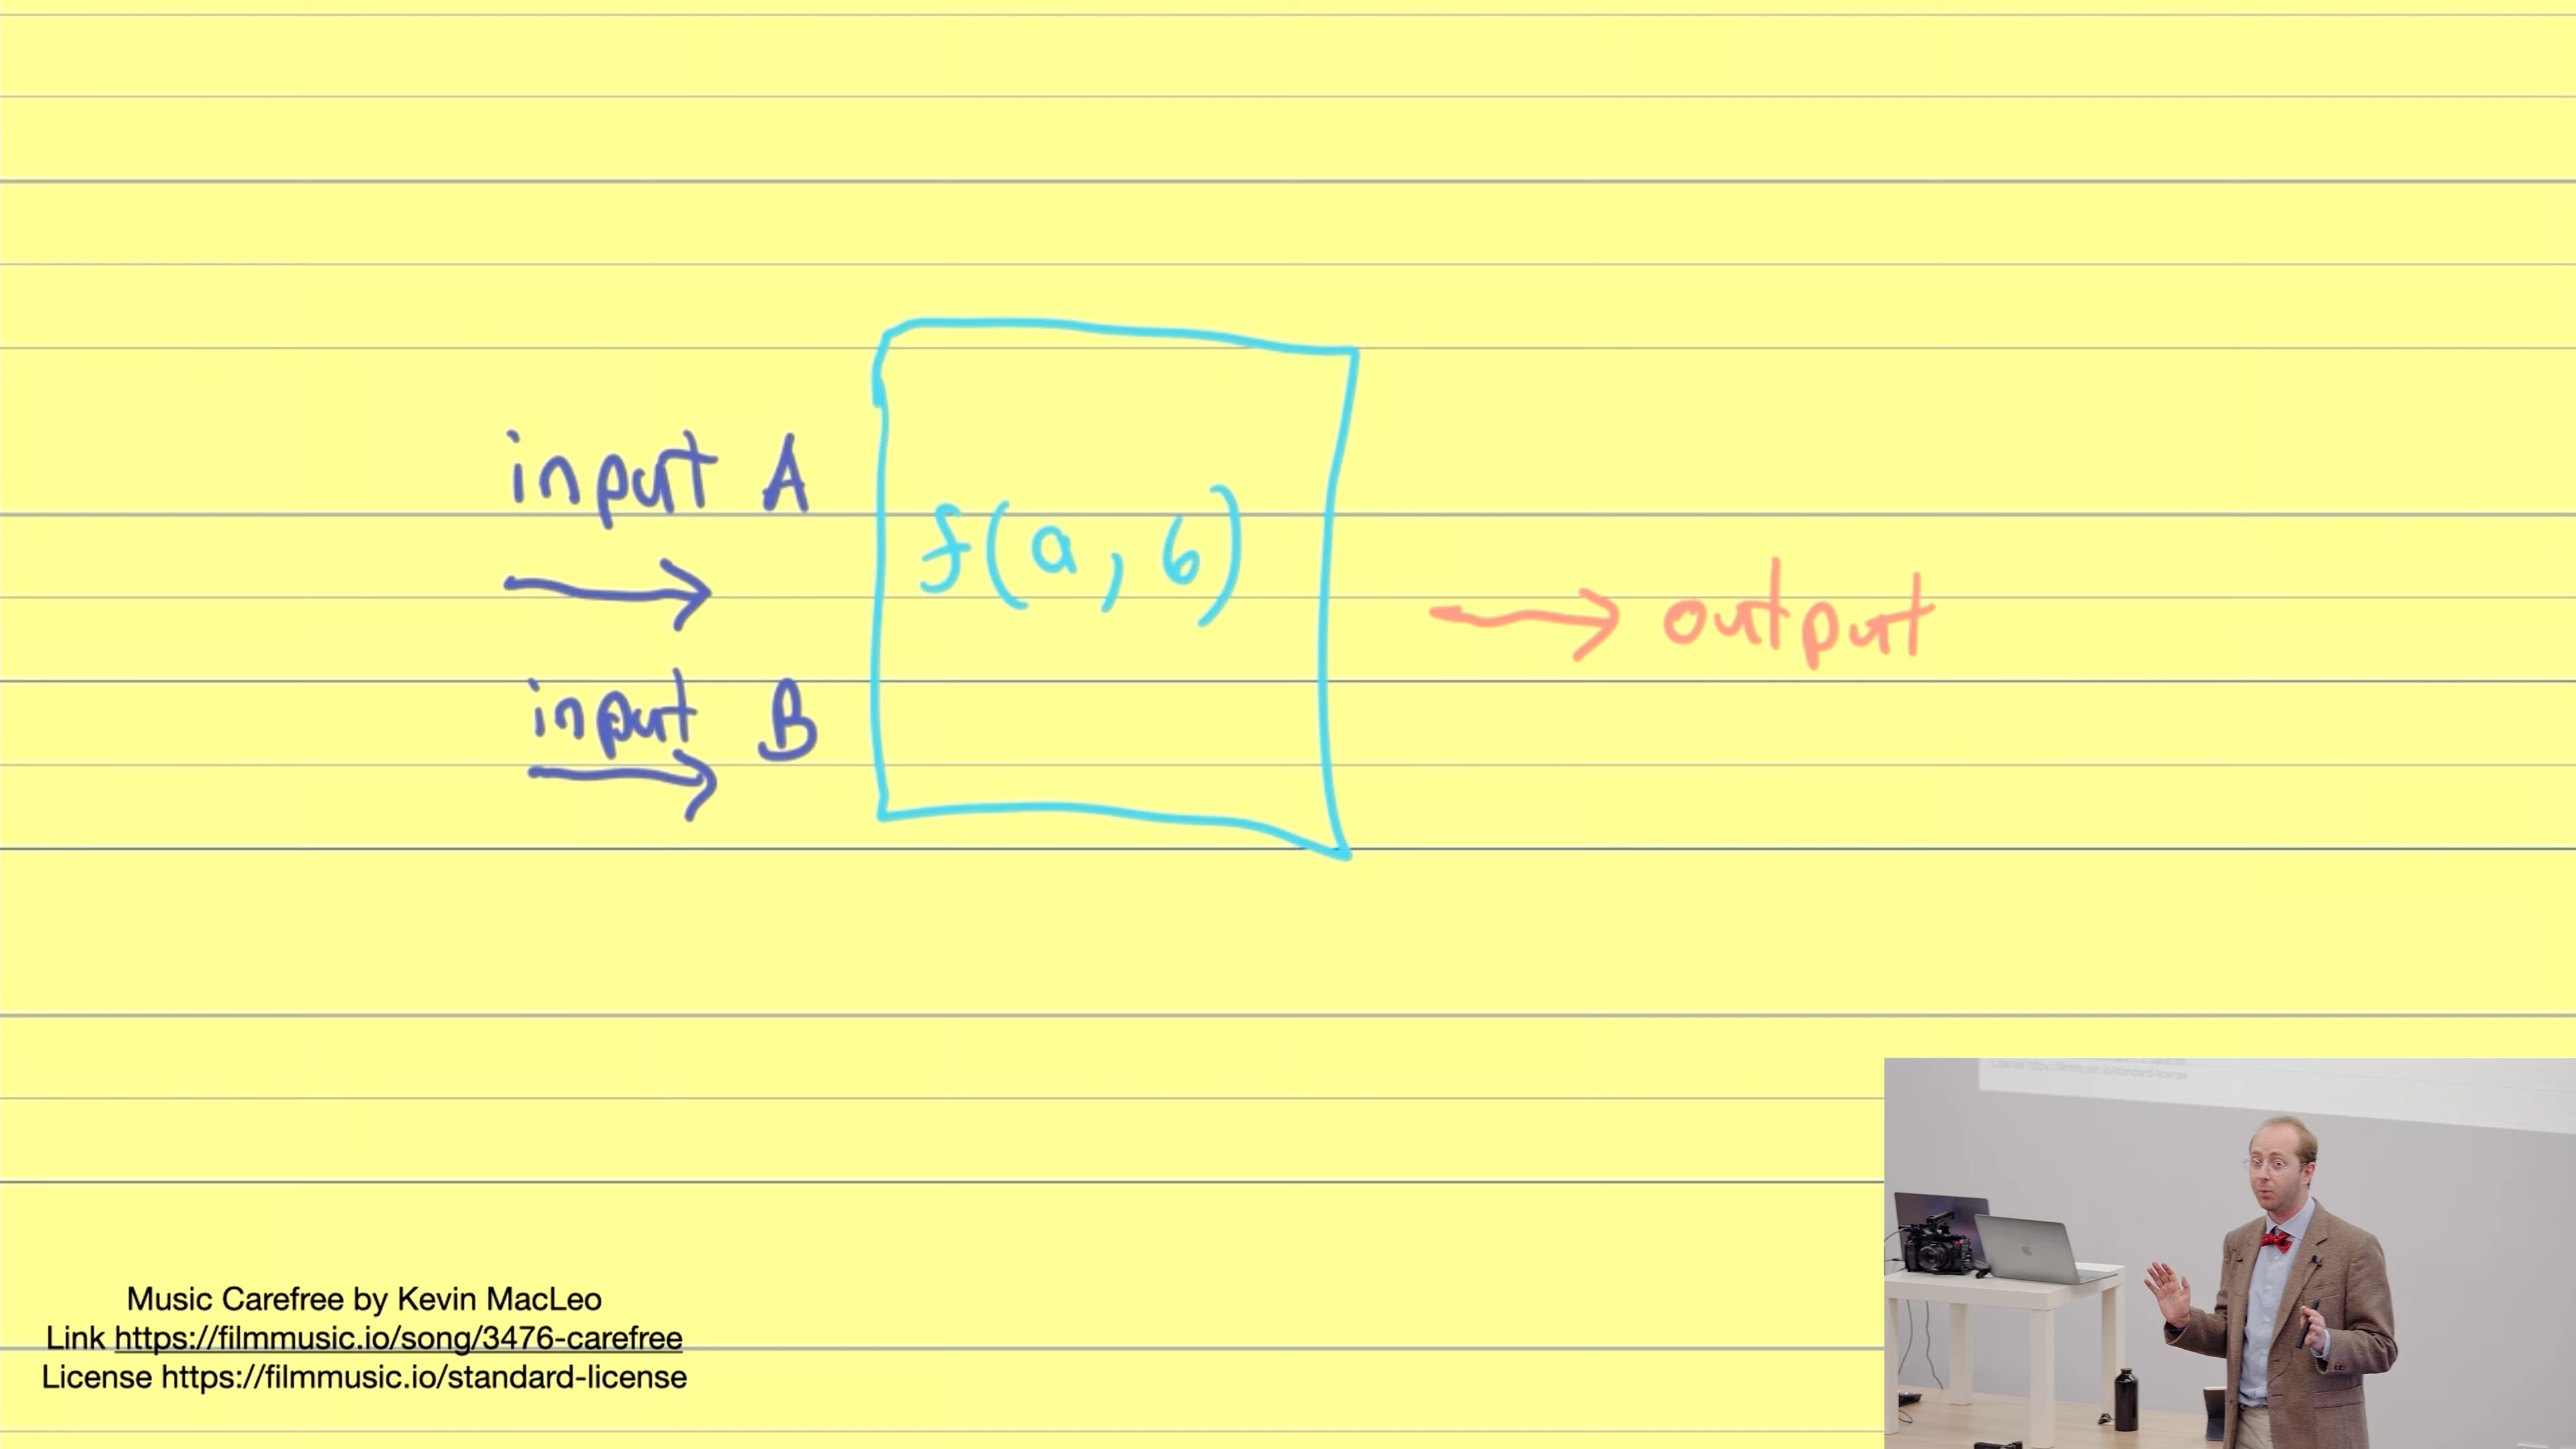 input A
f(a, b)
output
input B
Music Carefree by Kevin MacLeo
Link https://filmmusic.io/song/3476-carefree
License https://filmmusic.io/standard-license